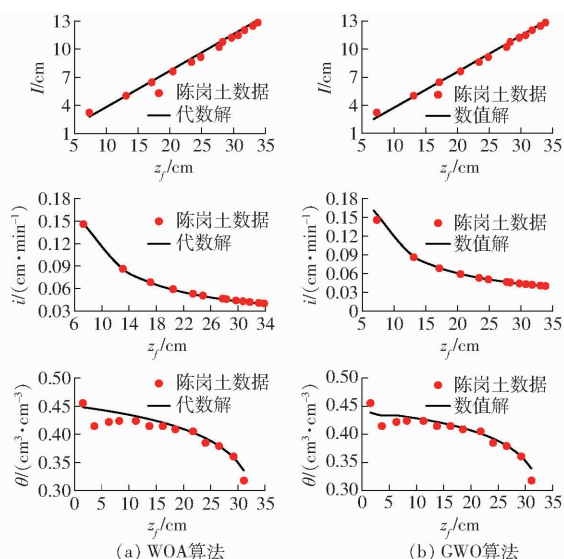 13
10
7
4
1
I/cm
陈岗土数据
代数解
5 10 15 20 25 30 35
z_f/cm
13
10
7
4
1
I/cm
陈岗土数据
数值解
5 10 15 20 25 30 35
z_f/cm
0.18
0.15
0.12
0.09
0.06
0.03
i/(cm·min⁻¹)
陈岗土数据
代数解
6 10 14 18 22 26 30 34
z_f/cm
0.18
0.15
0.12
0.09
0.06
0.03
0
i/(cm·min⁻¹)
陈岗土数据
数值解
5 10 15 20 25 30 35
z_f/cm
0.50
0.45
0.40
0.35
0.30
θ/(cm³·cm⁻³)
陈岗土数据
代数解
0 5 10 15 20 25 30 35
z_f/cm
0.50
0.45
0.40
0.35
0.30
θ/(cm³·cm⁻³)
陈岗土数据
数值解
0 5 10 15 20 25 30 35
z_f/cm
(a) WOA算法
(b) GWO算法